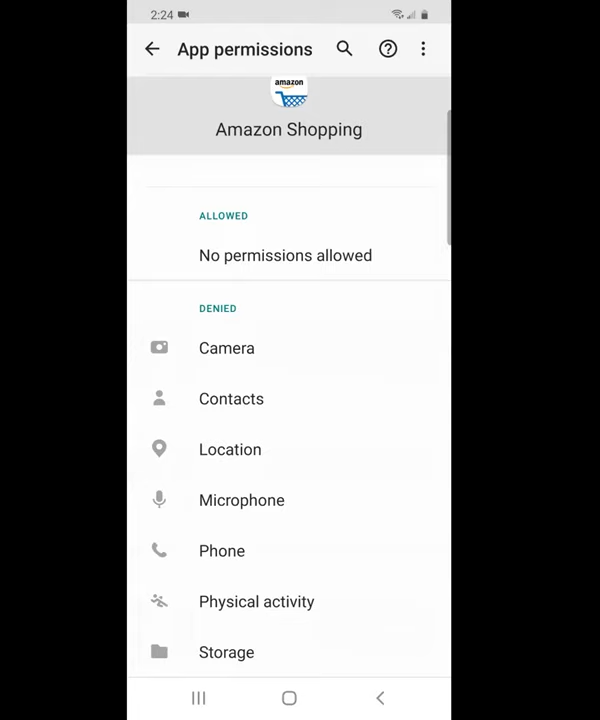 2:24
App permissions
amazon
Amazon Shopping
ALLOWED
No permissions allowed
DENIED
Camera
Contacts
Location
Microphone
Phone
Physical activity
Storage